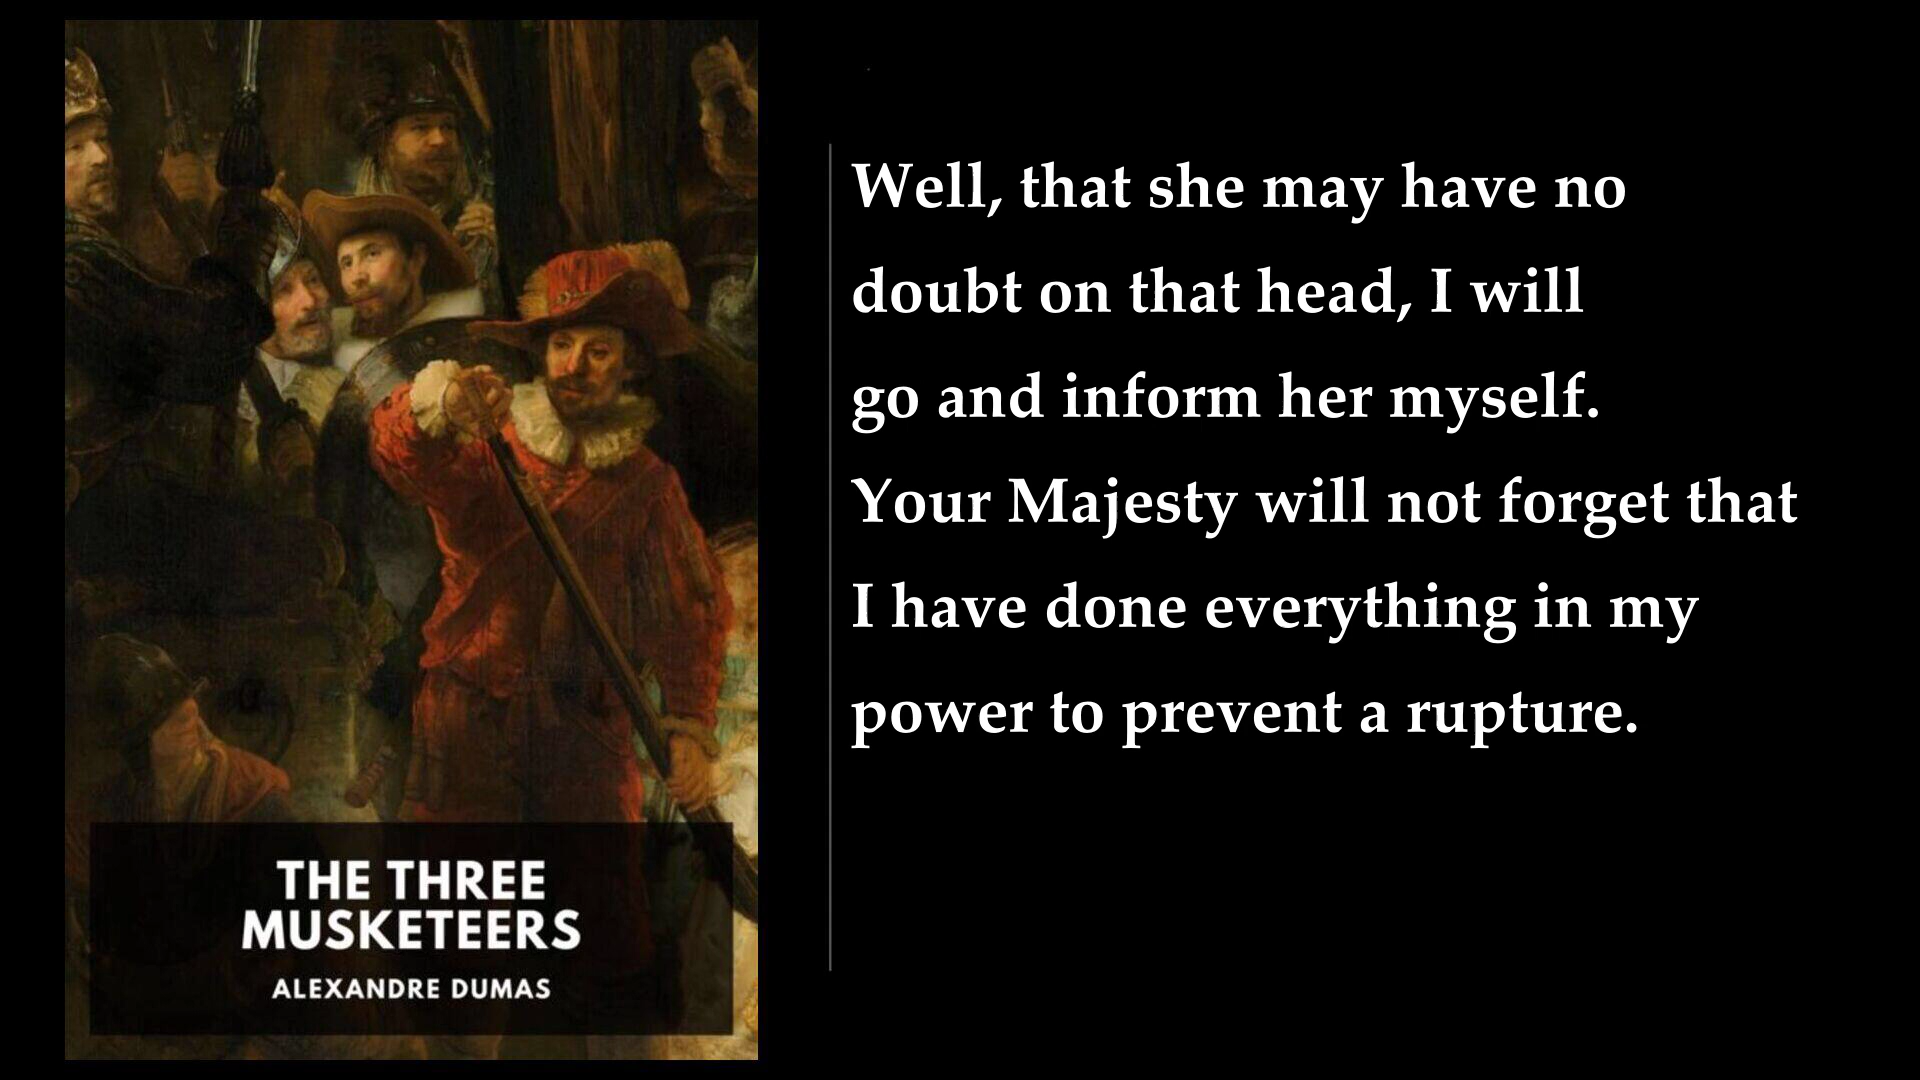 THE THREE
MUSKETEERS
ALEXANDRE DUMAS
Well, that she may have no
doubt on that head, I will
go and inform her myself.
Your Majesty will not forget that
I have done everything in my
power to prevent a rupture.